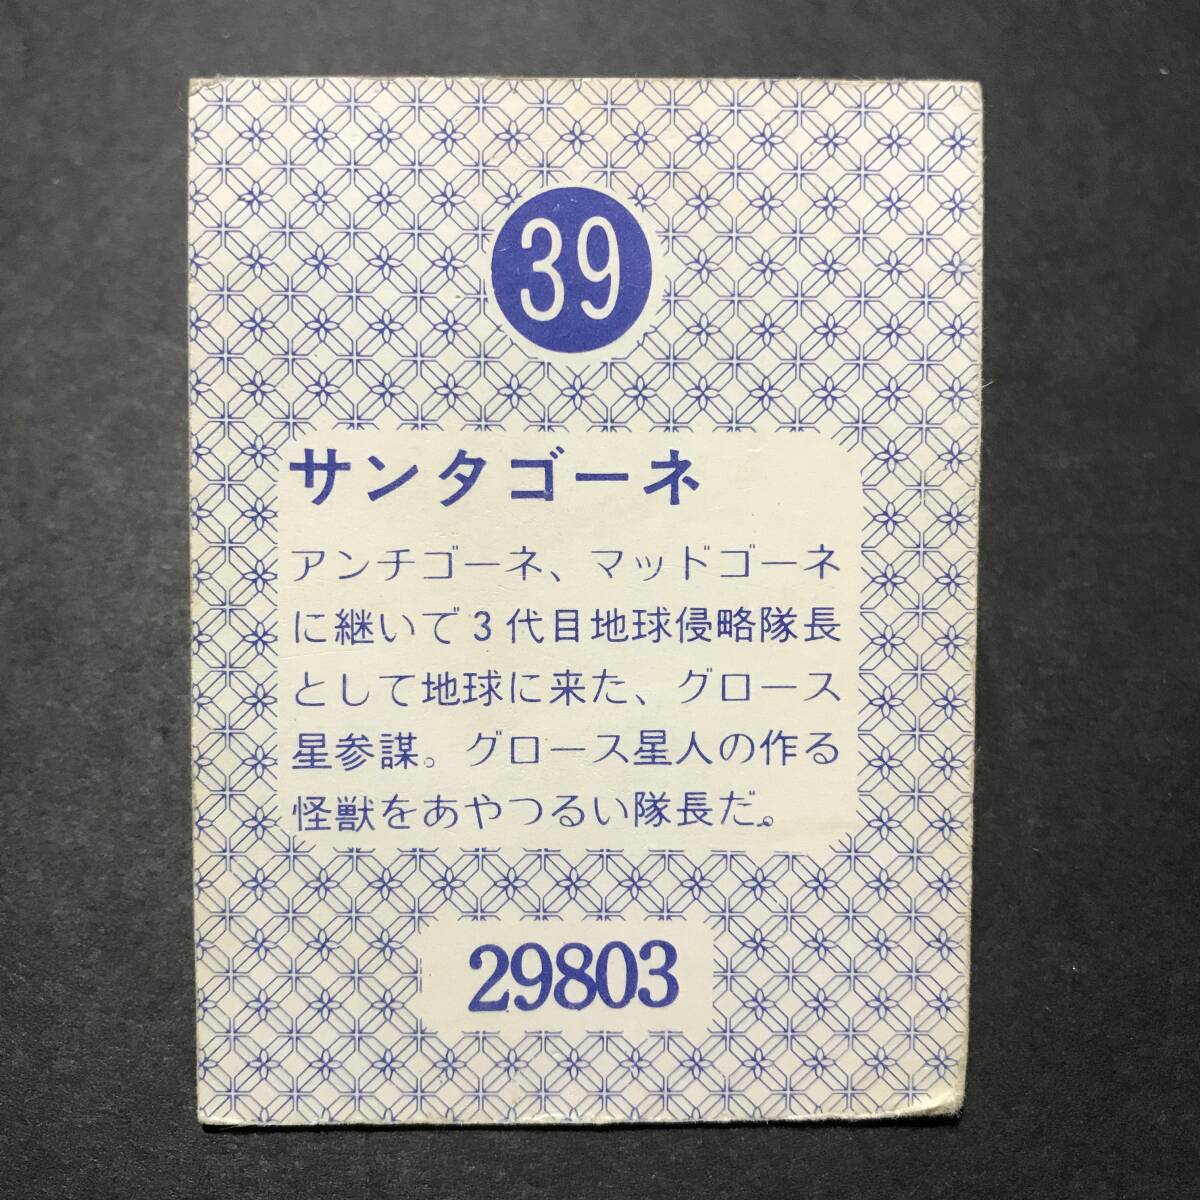 39
サンタゴーネ
アンチゴーネ、マッドゴーネ
に継いで3代目地球侵略隊長
として地球に来た、グロース
星参謀。グロース星人の作る
怪獣をあやつるい隊長だ。
29803